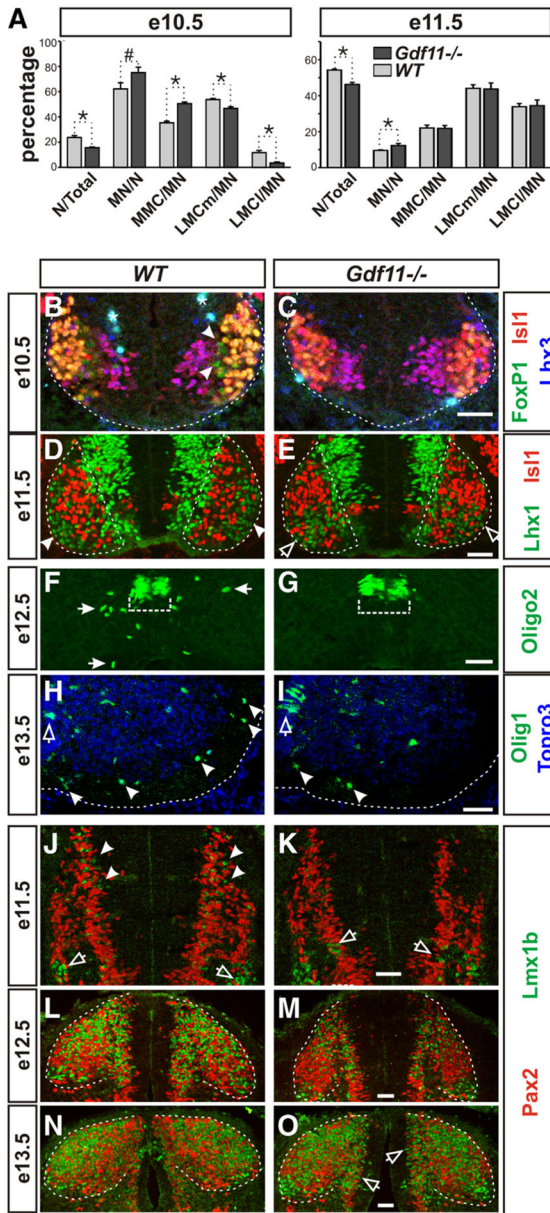 A
e10.5
e11.5
percentage
80
60
40
20
0
*
#
*
*
*
N/Total
MN/N
MMC/MN
LMCm/MN
LMCl/MN
60
40
20
0
*
*
Gdf11-/-
WT
N/Total
MN/N
MMC/MN
LMCm/MN
LMCl/MN
WT
Gdf11-/-
e10.5
B
*
*
C
FoxP1 Isl1
Lhx3
e11.5
D
E
Lhx1 Isl1
e12.5
F
G
Oligo2
e13.5
H
I
Olig1
Topro3
e11.5
J
K
e12.5
L
M
e13.5
N
O
Pax2 Lmx1b